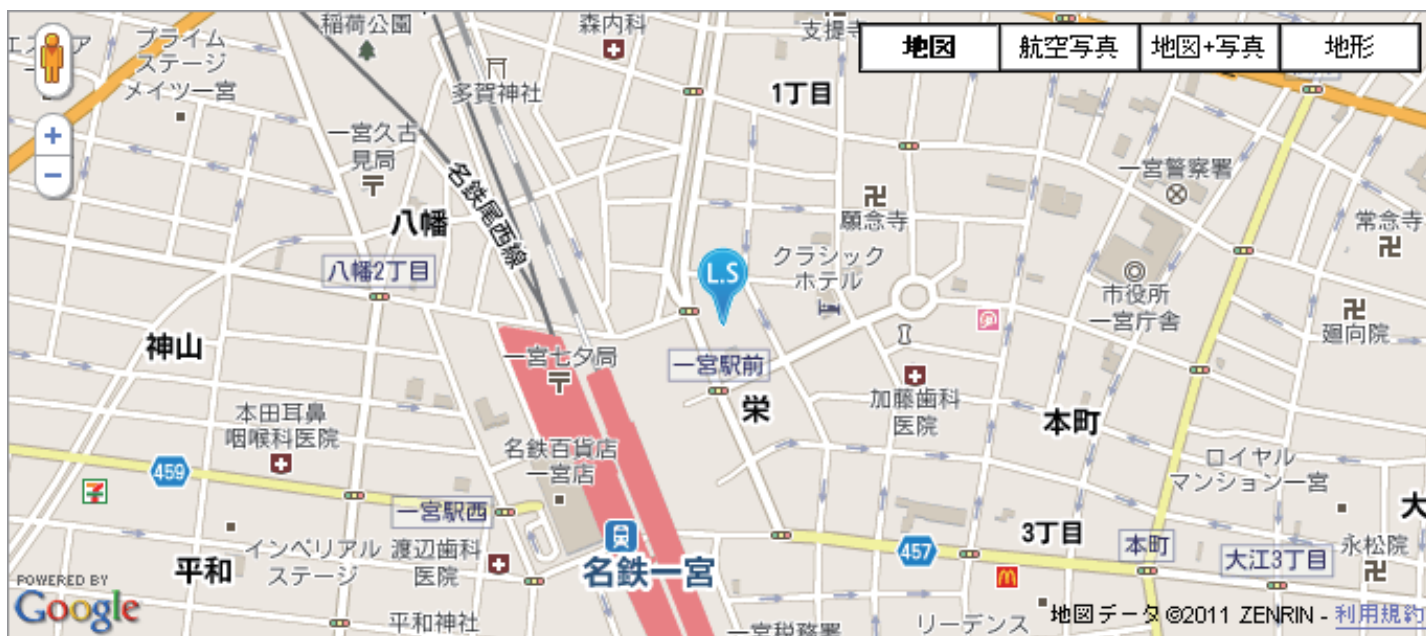 稲荷公園
森内科
支提寺
地図
航空写真
地図+写真
地形
プライム
ステージ
メイツ一宮
多賀神社
1丁目
一宮久古
見局
一宮警察署
名鉄尾西線
願念寺
常念寺
八幡
L.S
クラシック
ホテル
八幡2丁目
市役所
一宮庁舎
廻向院
神山
一宮七夕局
一宮駅前
栄
加藤歯科
医院
本町
本田耳鼻
咽喉科医院
名鉄百貨店
一宮店
459
7
ロイヤル
マンション一宮
大
一宮駅西
インペリアル
ステージ
渡辺歯科
医院
457
3丁目
本町
大江3丁目
永松院
平和
名鉄一宮
POWERED BY
Google
平和神社
一宮税務署
リーデンス
地図データ ©2011 ZENRIN - 利用規約